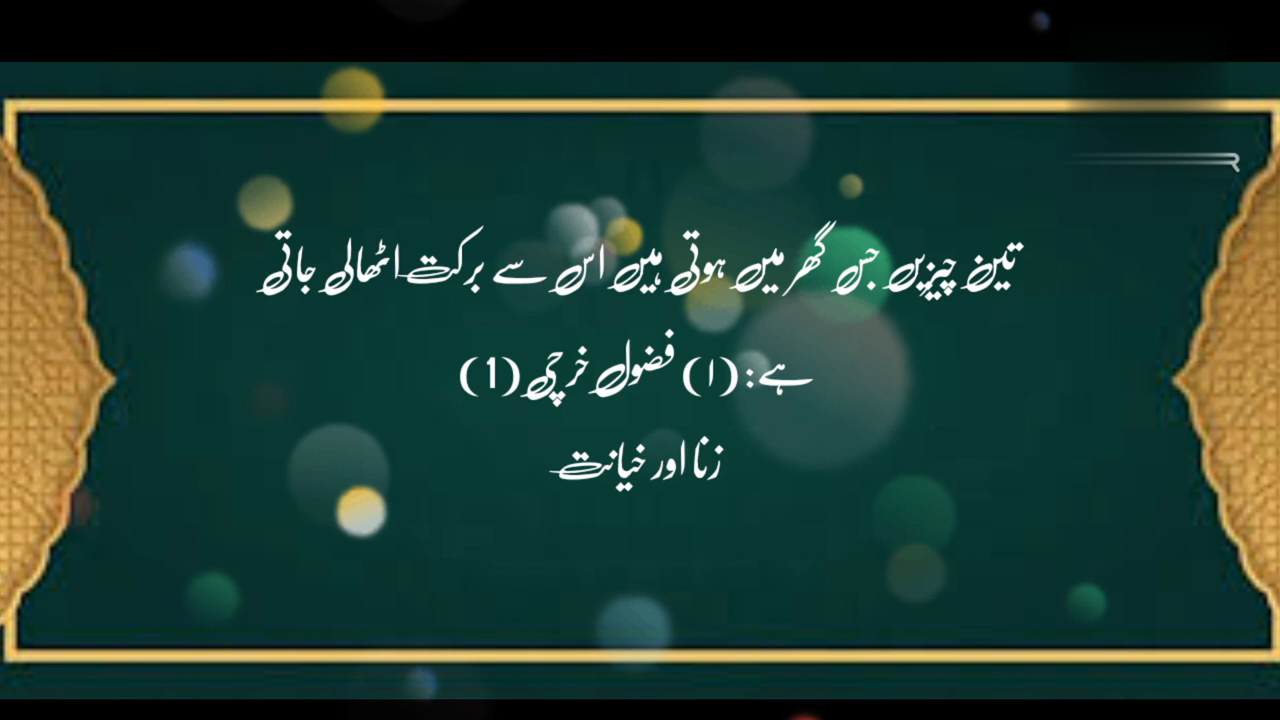 تین چیزیں جس گھر میں ہوتی ہیں اس سے برکت اٹھالی جاتی
ہے: (۱) فضول خرچی (1)
زنا اور خیانت